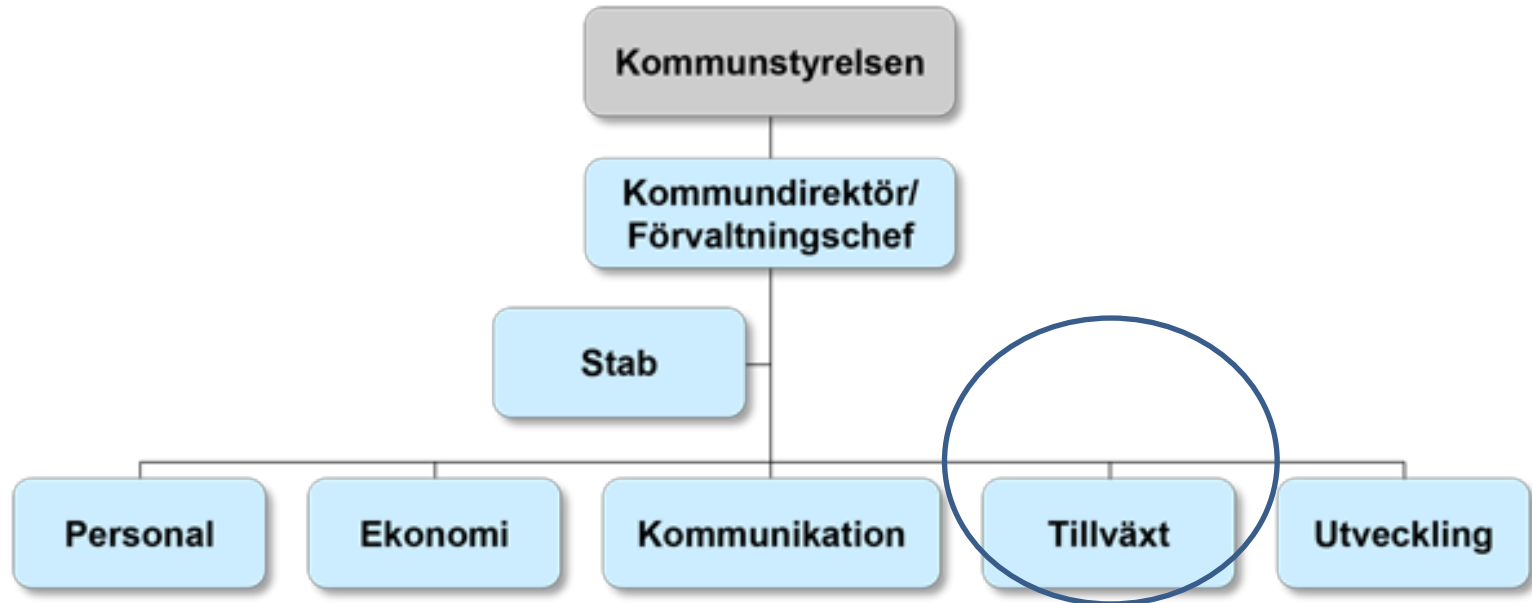 Kommunstyrelsen
Kommundirektör/
Förvaltningschef
Stab
Personal
Ekonomi
Kommunikation
Tillväxt
Utveckling